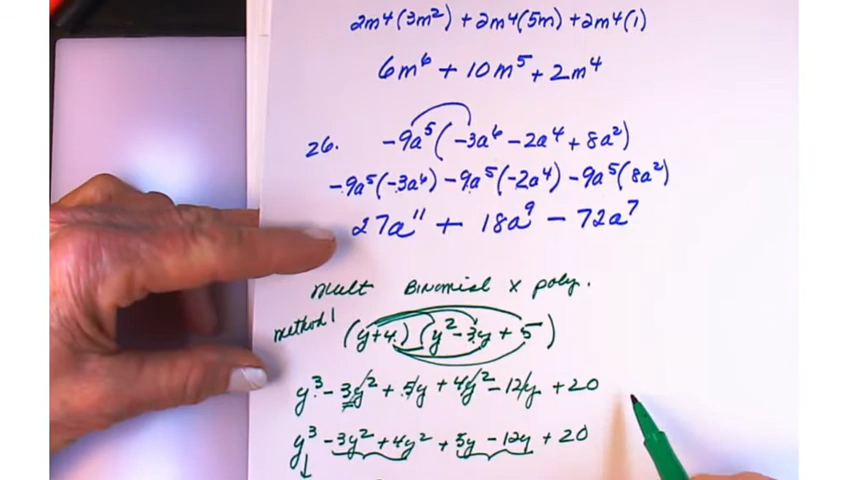 2m⁴(3m²) + 2m⁴(5m) + 2m⁴(1)
6m⁶ + 10m⁵ + 2m⁴
26. -9a⁵(-3a⁶ - 2a⁴ + 8a²)
-9a⁵(-3a⁶) - 9a⁵(-2a⁴) - 9a⁵(8a²)
27a¹¹ + 18a⁹ - 72a⁷
mult Binomial x poly.
method 1 (y+4)(y² - 3y + 5)
y³ - 3y² + 5y + 4y² - 12y + 20
y³ - 3y² + 4y² + 5y - 12y + 20